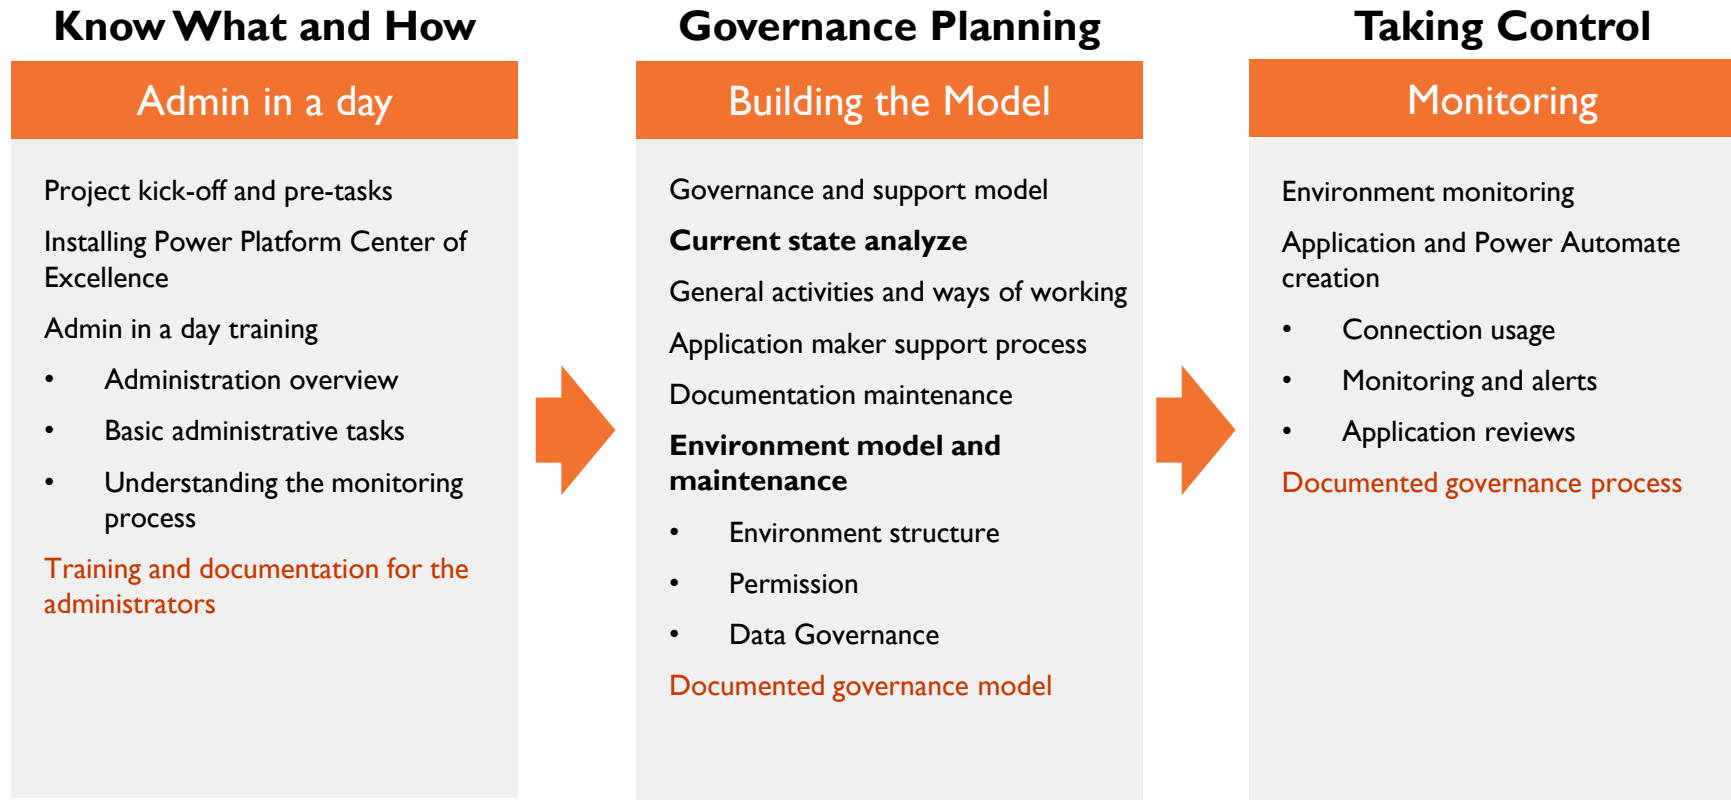 Know What and How
Admin in a day
Project kick-off and pre-tasks
Installing Power Platform Center of
Excellence
Admin in a day training
• Administration overview
• Basic administrative tasks
• Understanding the monitoring
process
Training and documentation for the
administrators
Governance Planning
Building the Model
Governance and support model
Current state analyze
General activities and ways of working
Application maker support process
Documentation maintenance
Environment model and
maintenance
• Environment structure
• Permission
• Data Governance
Documented governance model
Taking Control
Monitoring
Environment monitoring
Application and Power Automate
creation
• Connection usage
• Monitoring and alerts
• Application reviews
Documented governance process